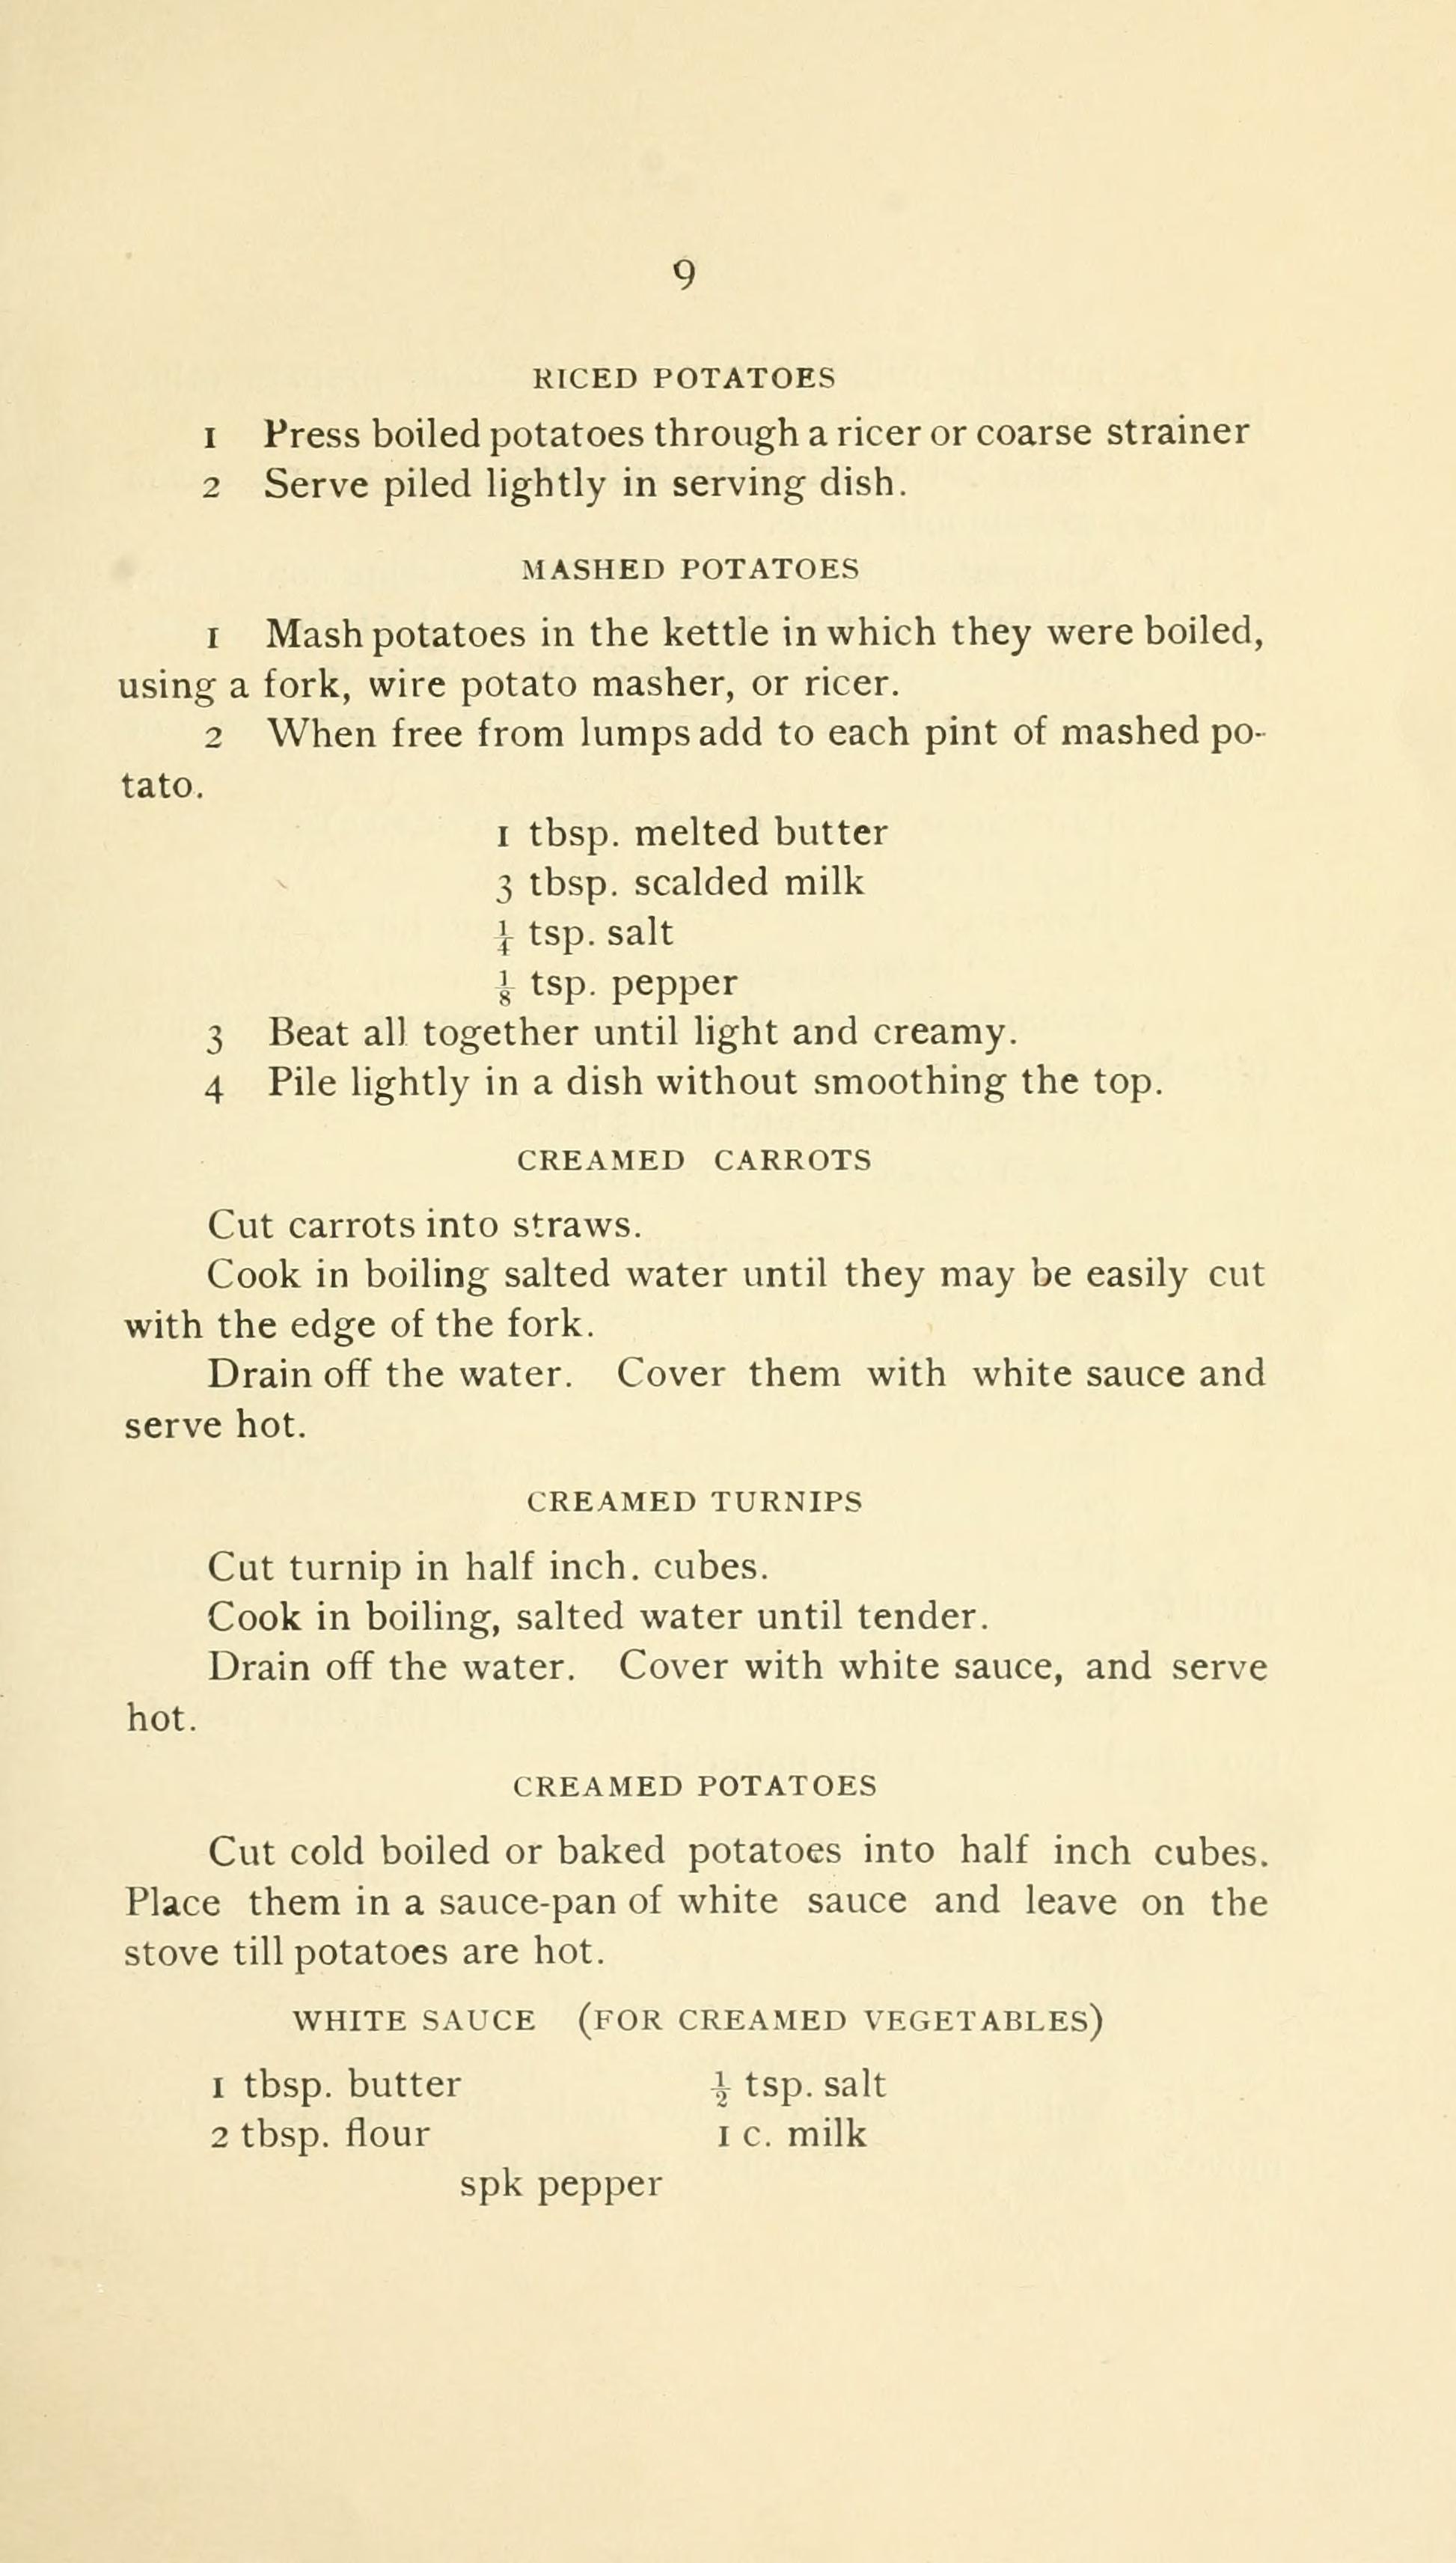 9
RICED POTATOES
1 Press boiled potatoes through a ricer or coarse strainer
2 Serve piled lightly in serving dish.
MASHED POTATOES
1 Mash potatoes in the kettle in which they were boiled,
using a fork, wire potato masher, or ricer.
2 When free from lumps add to each pint of mashed po-
tato.
1 tbsp. melted butter
3 tbsp. scalded milk
¼ tsp. salt
⅛ tsp. pepper
3 Beat all together until light and creamy.
4 Pile lightly in a dish without smoothing the top.
CREAMED CARROTS
Cut carrots into straws.
Cook in boiling salted water until they may be easily cut
with the edge of the fork.
Drain off the water. Cover them with white sauce and
serve hot.
CREAMED TURNIPS
Cut turnip in half inch. cubes.
Cook in boiling, salted water until tender.
Drain off the water. Cover with white sauce, and serve
hot.
CREAMED POTATOES
Cut cold boiled or baked potatoes into half inch cubes.
Place them in a sauce-pan of white sauce and leave on the
stove till potatoes are hot.
WHITE SAUCE (FOR CREAMED VEGETABLES)
1 tbsp. butter ½ tsp. salt
2 tbsp. flour 1 c. milk
spk pepper